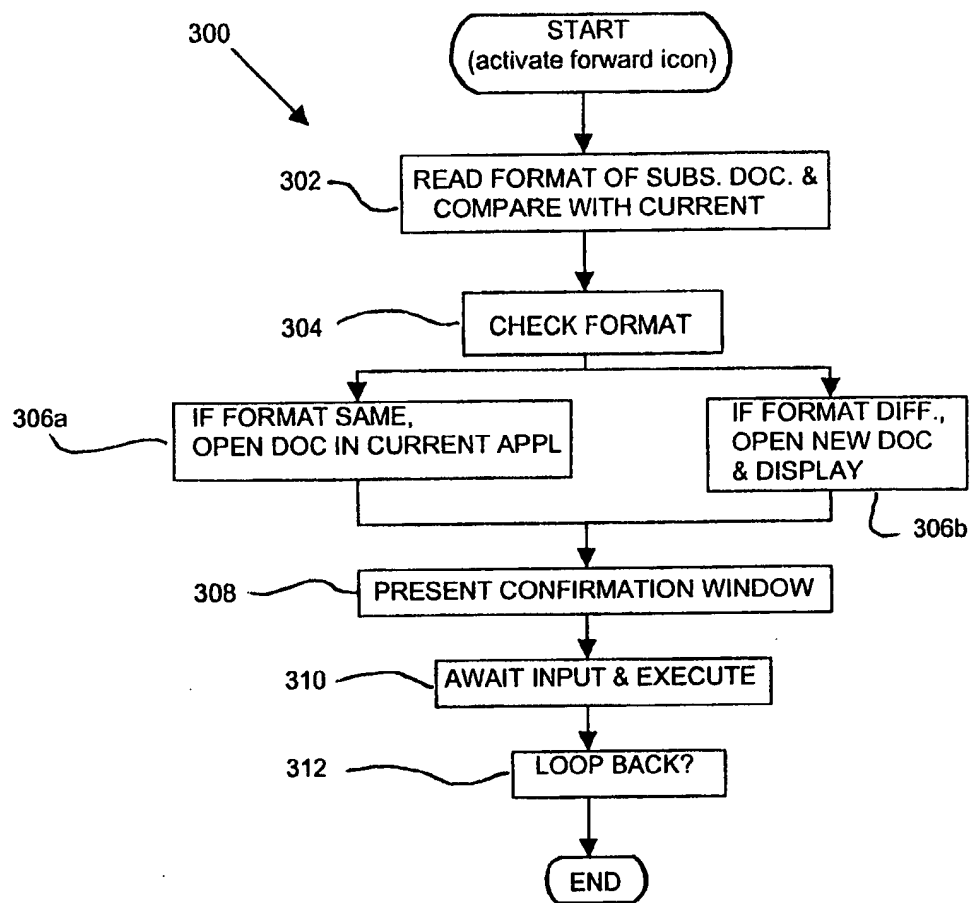 300
START
(activate forward icon)
302
READ FORMAT OF SUBS. DOC. &
COMPARE WITH CURRENT
304
CHECK FORMAT
306a
IF FORMAT SAME,
OPEN DOC IN CURRENT APPL
IF FORMAT DIFF.,
OPEN NEW DOC
& DISPLAY
306b
308
PRESENT CONFIRMATION WINDOW
310
AWAIT INPUT & EXECUTE
312
LOOP BACK?
END